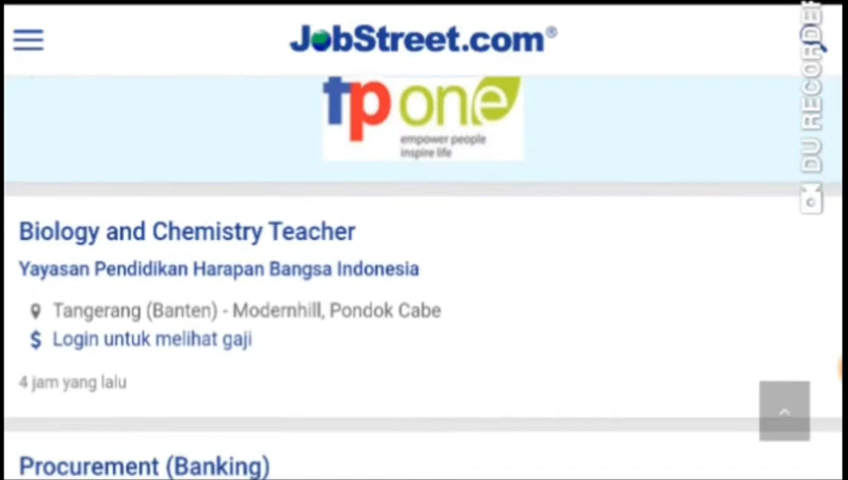 JobStreet.com®
tp one
empower people
inspire life
DU RECORDER
Biology and Chemistry Teacher
Yayasan Pendidikan Harapan Bangsa Indonesia
Tangerang (Banten) - Modernhill, Pondok Cabe
$ Login untuk melihat gaji
4 jam yang lalu
Procurement (Banking)